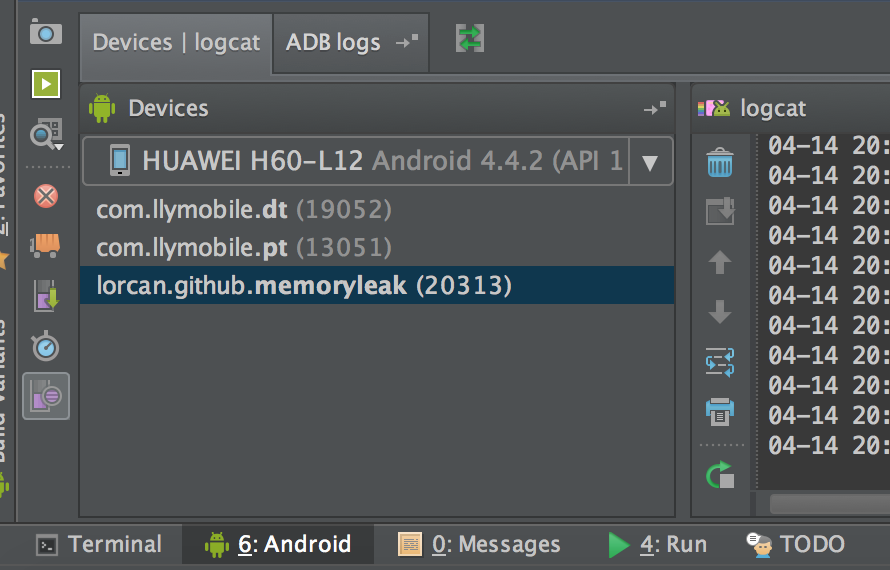 Devices | logcat
ADB logs
Devices
logcat
HUAWEI H60-L12 Android 4.4.2 (API 1
com.llymobile.dt (19052)
com.llymobile.pt (13051)
lorcan.github.memoryleak (20313)
04-14 20:
04-14 20:
04-14 20:
04-14 20:
04-14 20:
04-14 20:
04-14 20:
04-14 20:
04-14 20:
04-14 20:
04-14 20:
2: Favorites
Build Variants
Terminal
6: Android
0: Messages
4: Run
TODO